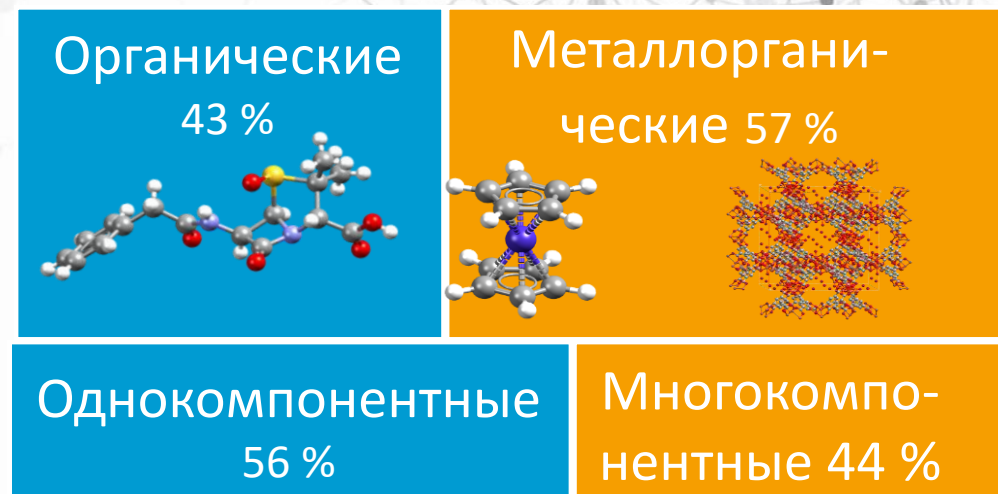 Органические
43 %
Металлоргани-
ческие 57 %
Однокомпонентные
56 %
Многокомпо-
нентные 44 %